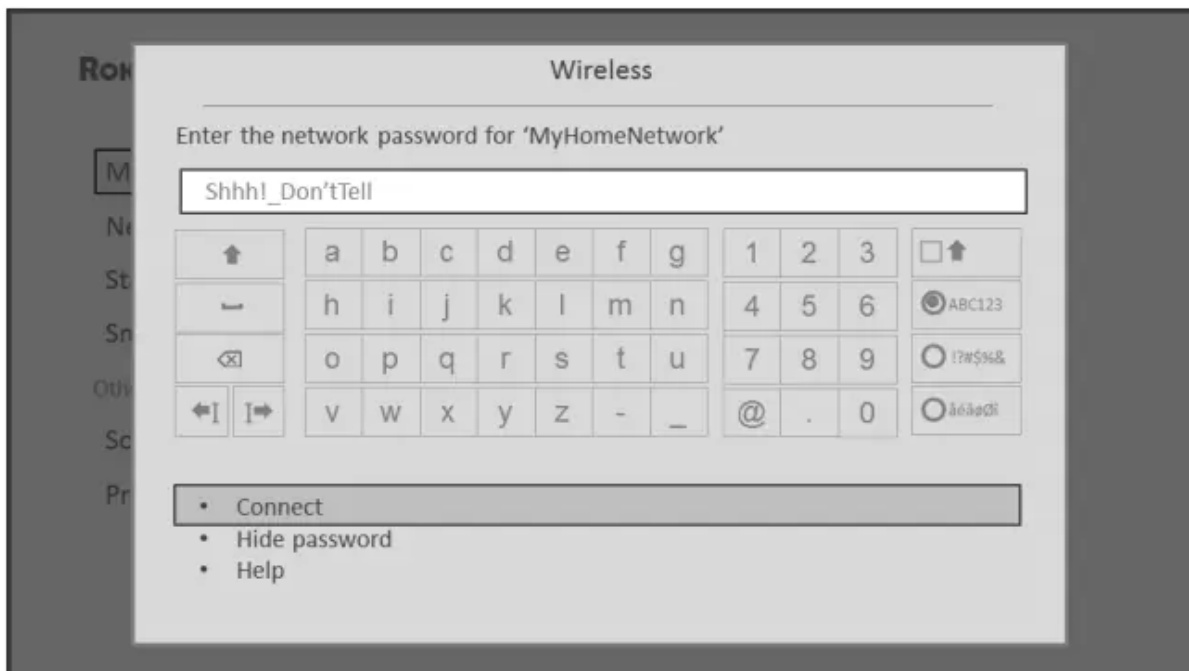 Wireless
Enter the network password for ‘MyHomeNetwork’
Shhh!_Don’tTell
a b c d e f g 1 2 3
h i j k l m n 4 5 6 ABC123
o p q r s t u 7 8 9 !?#$%&
v w x y z - _ @ . 0
• Connect
• Hide password
• Help